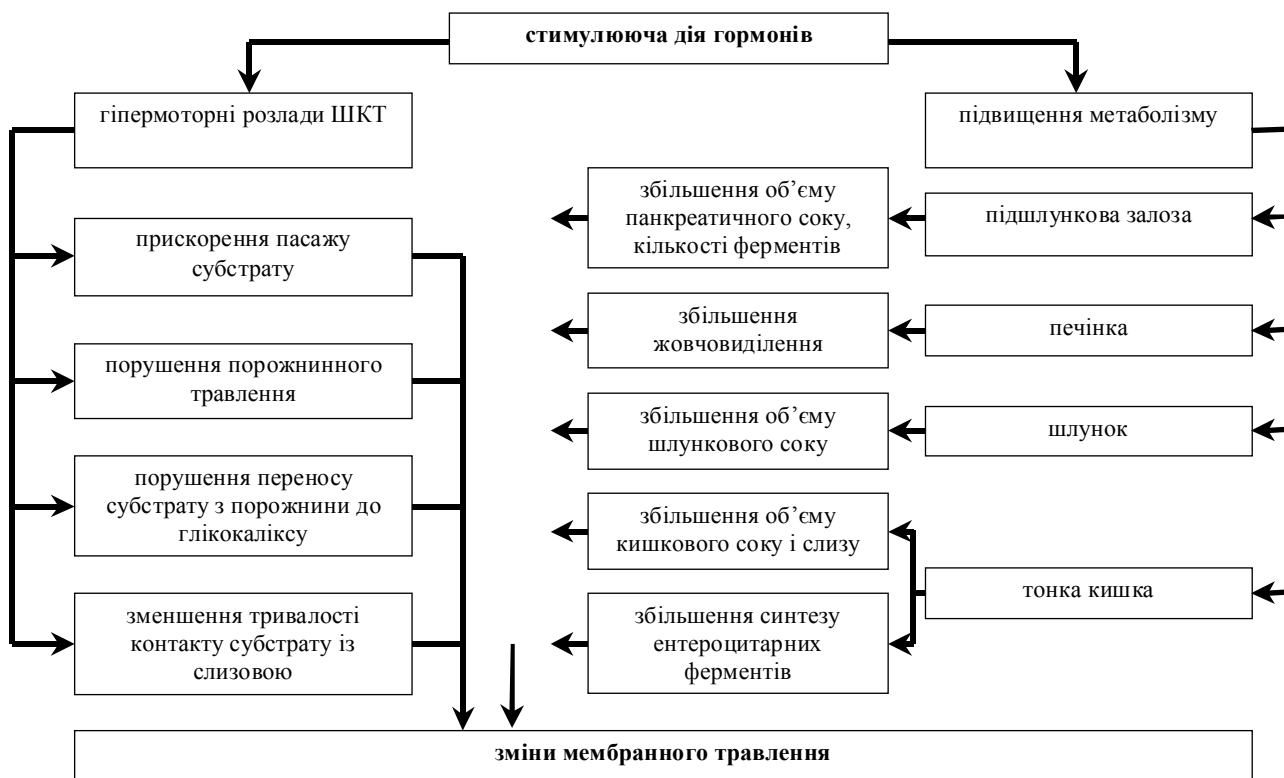 стимулююча дія гормонів
гіпермоторні розлади ШКТ
підвищення метаболізму
прискорення пасажу
субстрату
порушення порожнинного
травлення
порушення переносу
субстрату з порожнини до
глікокаліксу
зменшення тривалості
контакту субстрату із
слизовою
збільшення об’єму
панкреатичного соку,
кількості ферментів
підшлункова залоза
збільшення
жовчовиділення
печінка
збільшення об’єму
шлункового соку
шлунок
збільшення об’єму
кишкового соку і слизу
збільшення синтезу
ентероцитарних
ферментів
тонка кишка
зміни мембранного травлення